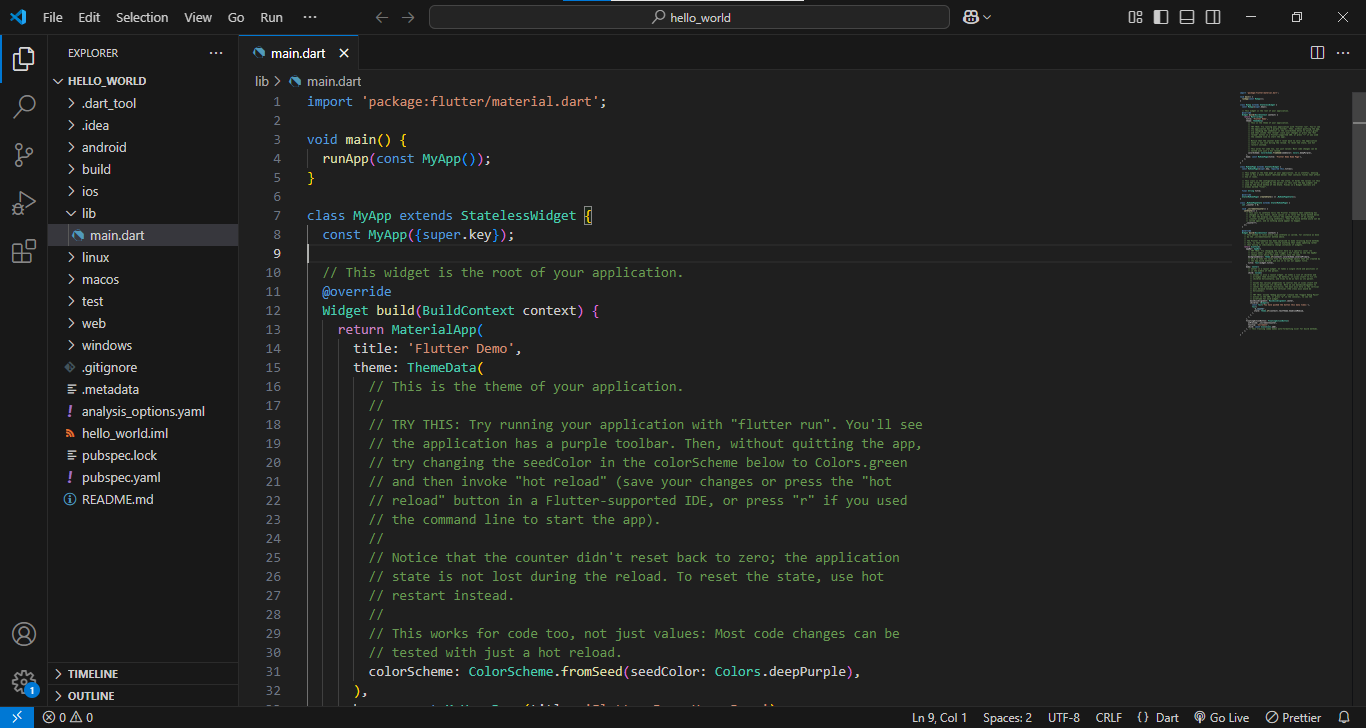 File Edit Selection View Go Run ···
hello_world
EXPLORER ···
HELLO_WORLD
.dart_tool
.idea
android
build
ios
lib
main.dart
linux
macos
test
web
windows
.gitignore
.metadata
analysis_options.yaml
hello_world.iml
pubspec.lock
pubspec.yaml
README.md
TIMELINE
OUTLINE
1
main.dart
lib > main.dart
1 import 'package:flutter/material.dart';
2
3 void main() {
4 runApp(const MyApp());
5 }
6
7 class MyApp extends StatelessWidget {
8 const MyApp({super.key});
9
10 // This widget is the root of your application.
11 @override
12 Widget build(BuildContext context) {
13 return MaterialApp(
14 title: 'Flutter Demo',
15 theme: ThemeData(
16 // This is the theme of your application.
17 //
18 // TRY THIS: Try running your application with "flutter run". You'll see
19 // the application has a purple toolbar. Then, without quitting the app,
20 // try changing the seedColor in the colorScheme below to Colors.green
21 // and then invoke "hot reload" (save your changes or press the "hot
22 // reload" button in a Flutter-supported IDE, or press "r" if you used
23 // the command line to start the app).
24 //
25 // Notice that the counter didn't reset back to zero; the application
26 // state is not lost during the reload. To reset the state, use hot
27 // restart instead.
28 //
29 // This works for code too, not just values: Most code changes can be
30 // tested with just a hot reload.
31 colorScheme: ColorScheme.fromSeed(seedColor: Colors.deepPurple),
32 ),
0 0
Ln 9, Col 1 Spaces: 2 UTF-8 CRLF {} Dart Go Live Prettier